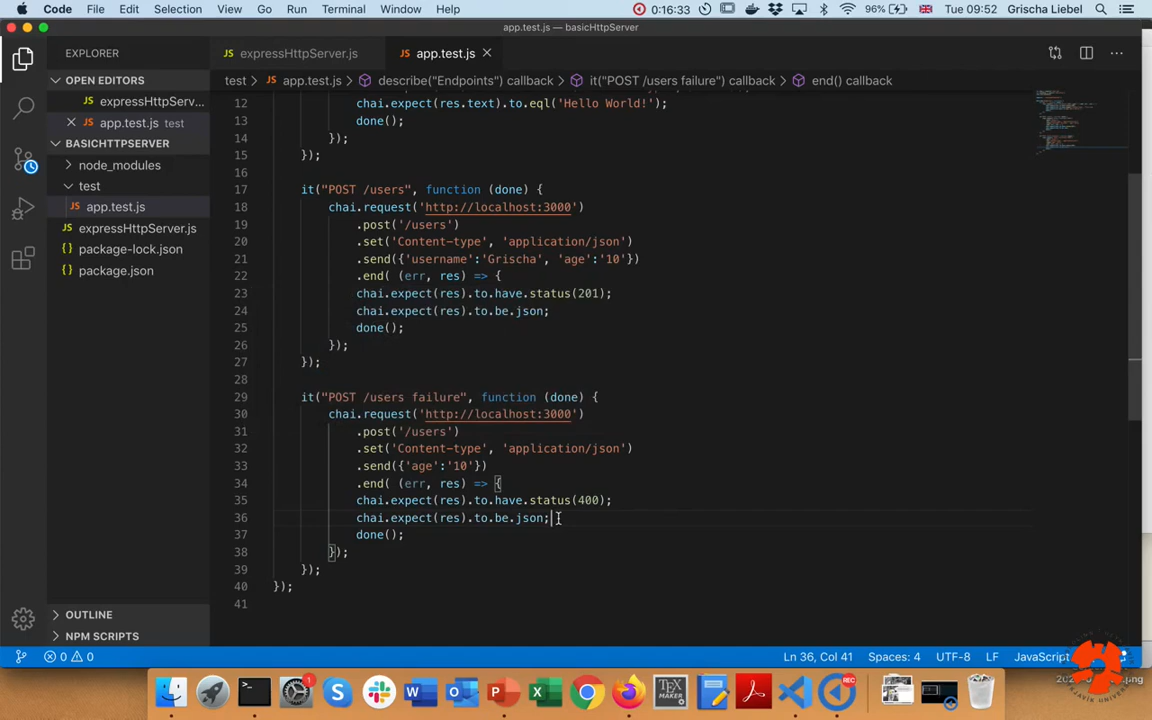 Code File Edit Selection View Go Run Terminal Window Help 0:16:33 96% Tue 09:52 Grischa Liebel
app.test.js — basicHttpServer
EXPLORER
JS expressHttpServer.js
JS app.test.js
test > JS app.test.js > describe("Endpoints") callback > it("POST /users failure") callback > end() callback
OPEN EDITORS
JS expressHttpServ...
JS app.test.js test
BASICHTTPSERVER
node_modules
test
JS app.test.js
JS expressHttpServer.js
{} package-lock.json
{} package.json
OUTLINE
NPM SCRIPTS
12 chai.expect(res.text).to.eql('Hello World!');
13 done();
14 });
15 });
16
17 it("POST /users", function (done) {
18 chai.request('http://localhost:3000')
19 .post('/users')
20 .set('Content-type', 'application/json')
21 .send({'username':'Grischa', 'age':'10'})
22 .end( (err, res) => {
23 chai.expect(res).to.have.status(201);
24 chai.expect(res).to.be.json;
25 done();
26 });
27 });
28
29 it("POST /users failure", function (done) {
30 chai.request('http://localhost:3000')
31 .post('/users')
32 .set('Content-type', 'application/json')
33 .send({'age':'10'})
34 .end( (err, res) => {
35 chai.expect(res).to.have.status(400);
36 chai.expect(res).to.be.json;
37 done();
38 });
39 });
40 });
41
0 0 Ln 36, Col 41 Spaces: 4 UTF-8 LF JavaScript
.png